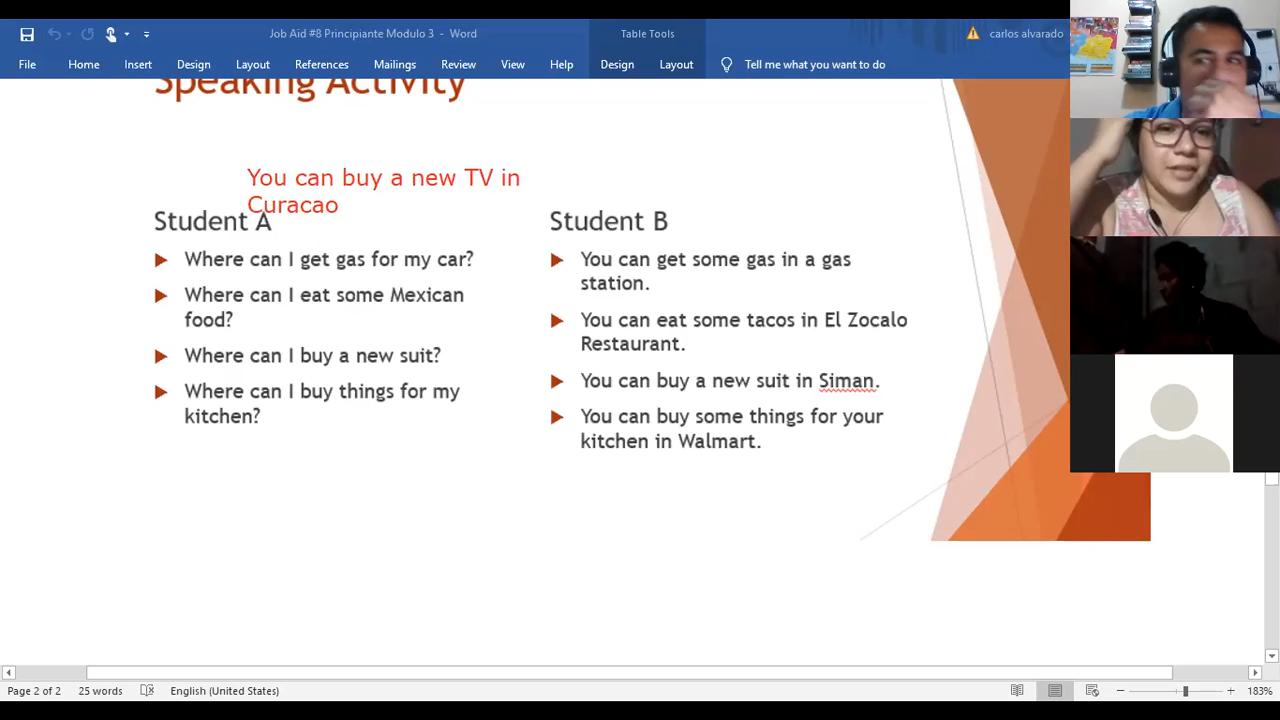 Job Aid #8 Principiante Modulo 3 - Word
Table Tools
carlos alvarado
File Home Insert Design Layout References Mailings Review View Help Design Layout Tell me what you want to do
Speaking Activity
You can buy a new TV in
Curacao
Student A
Where can I get gas for my car?
Where can I eat some Mexican
food?
Where can I buy a new suit?
Where can I buy things for my
kitchen?
Student B
You can get some gas in a gas
station.
You can eat some tacos in El Zocalo
Restaurant.
You can buy a new suit in Siman.
You can buy some things for your
kitchen in Walmart.
Page 2 of 2 25 words English (United States) 183%